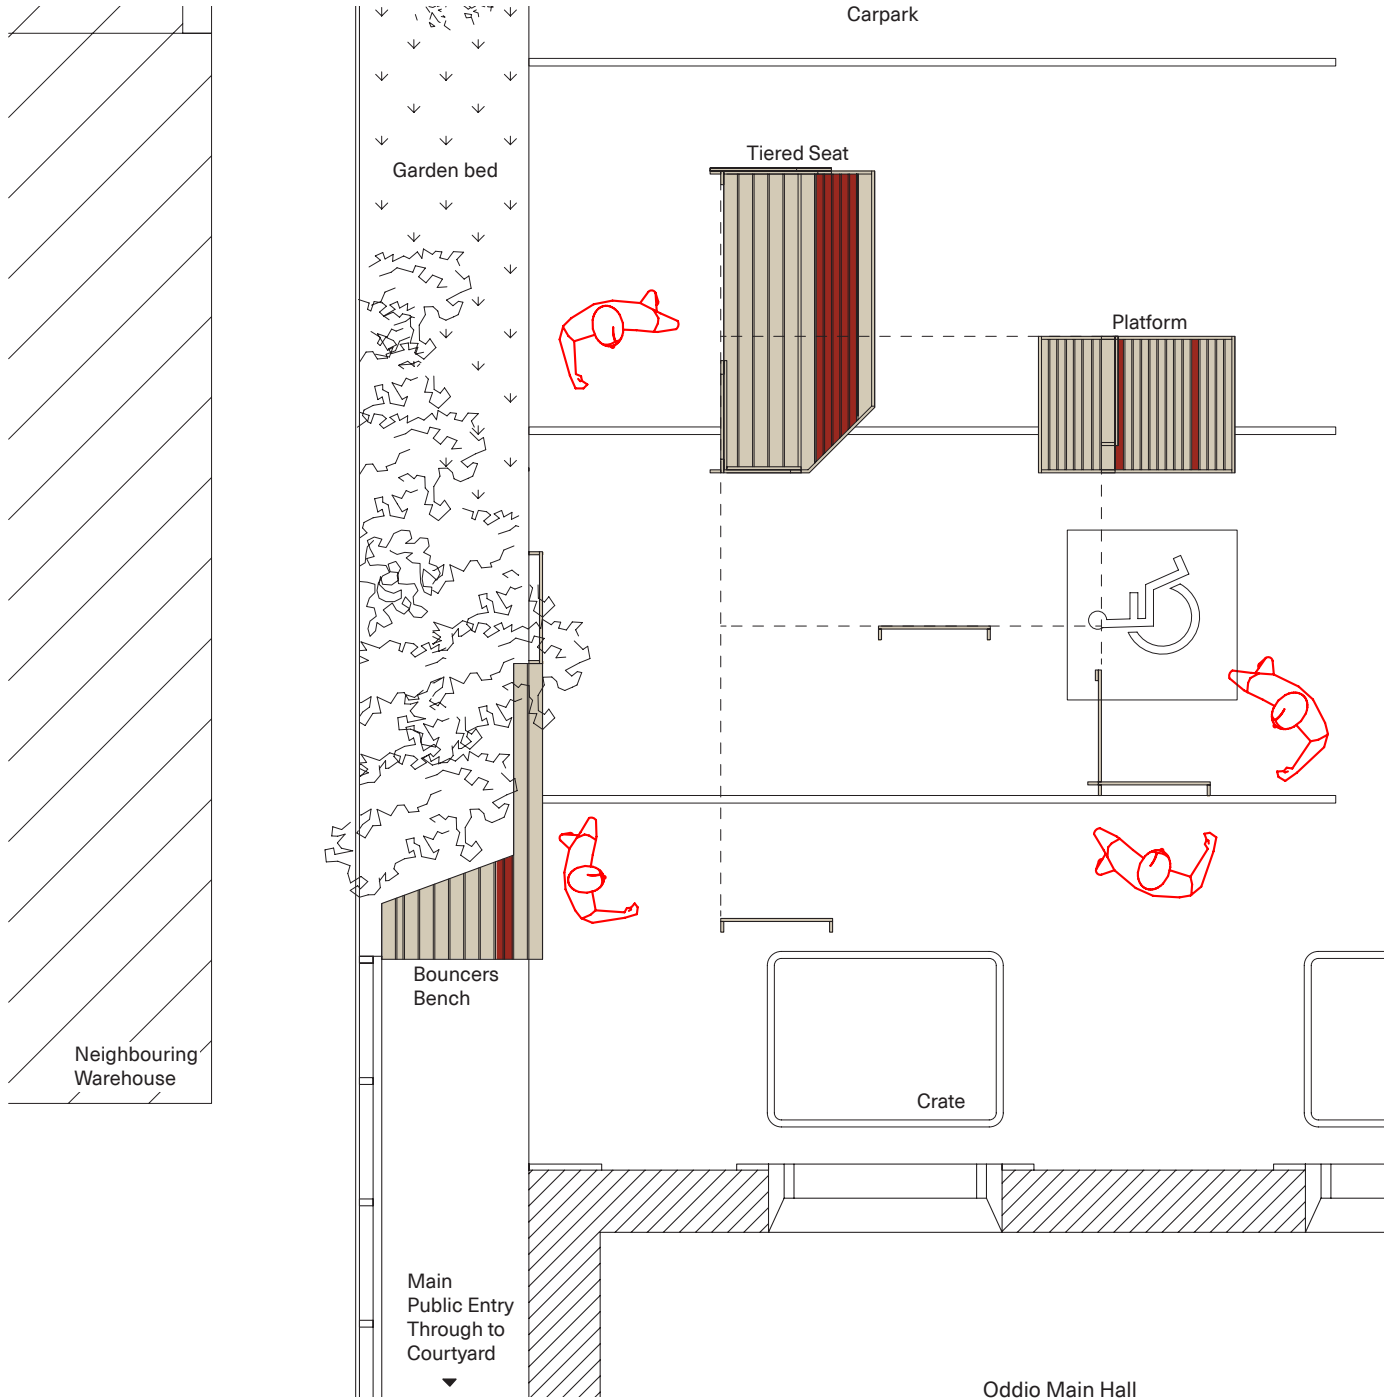 Carpark
Tiered Seat
Garden bed
Platform
Bouncers
Bench
Neighbouring
Warehouse
Crate
Main
Public Entry
Through to
Courtyard
Oddio Main Hall